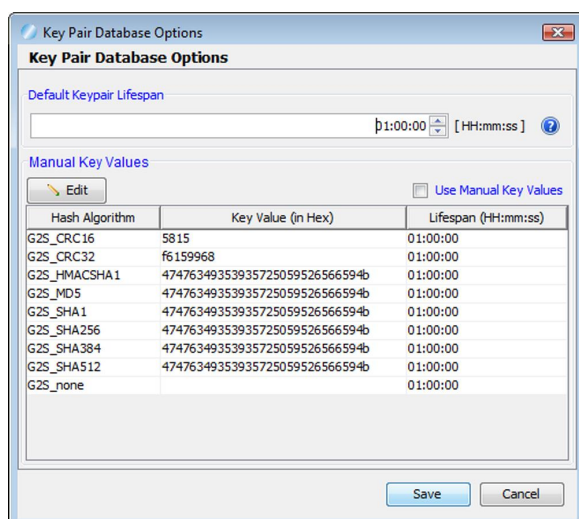 Key Pair Database Options
Key Pair Database Options
Default Keypair Lifespan
01:00:00 [ HH:mm:ss ] ?
Manual Key Values
Edit Use Manual Key Values
Hash Algorithm Key Value (in Hex) Lifespan (HH:mm:ss)
G2S_CRC16 5815 01:00:00
G2S_CRC32 f6159968 01:00:00
G2S_HMACSHA1 47476349353935725059526566594b 01:00:00
G2S_MD5 47476349353935725059526566594b 01:00:00
G2S_SHA1 47476349353935725059526566594b 01:00:00
G2S_SHA256 47476349353935725059526566594b 01:00:00
G2S_SHA384 47476349353935725059526566594b 01:00:00
G2S_SHA512 47476349353935725059526566594b 01:00:00
G2S_none 01:00:00
Save Cancel